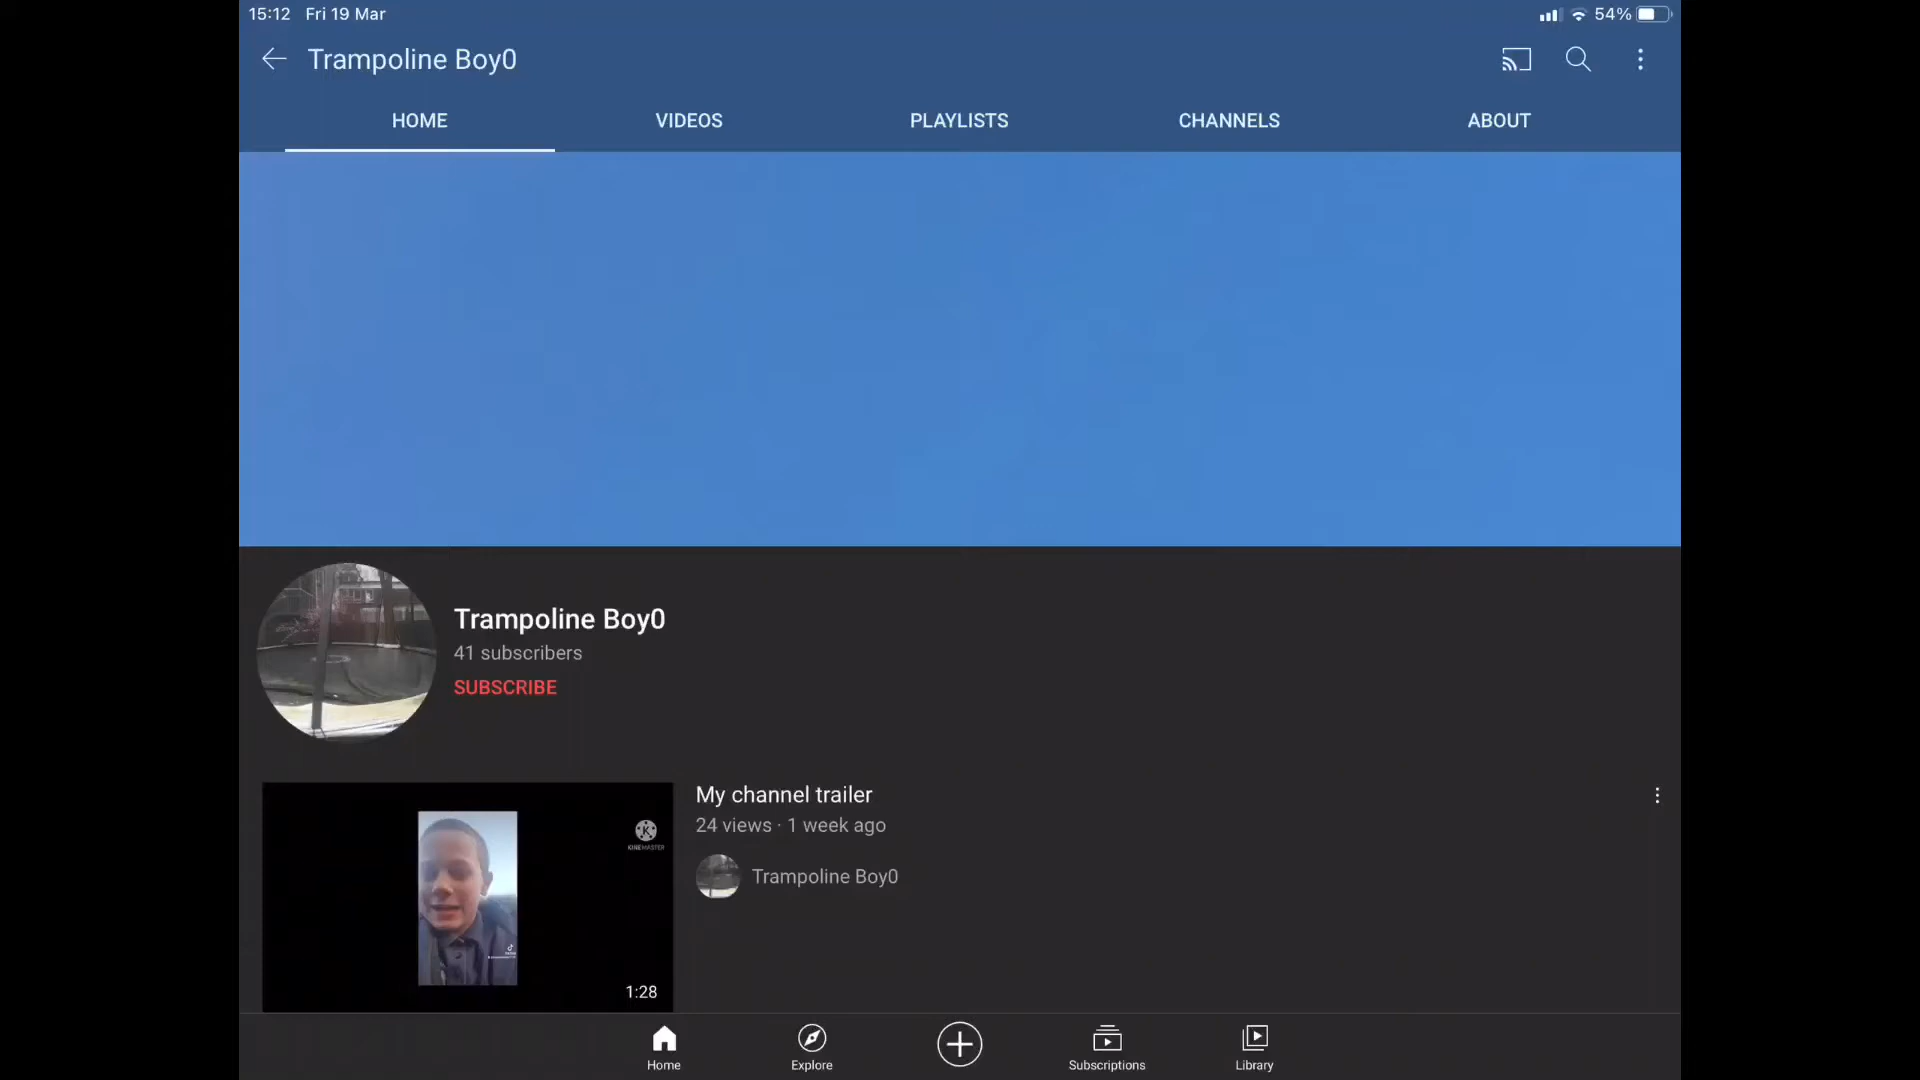 15:12 Fri 19 Mar
54%
Trampoline Boy0
HOME VIDEOS PLAYLISTS CHANNELS ABOUT
Trampoline Boy0
41 subscribers
SUBSCRIBE
My channel trailer
24 views · 1 week ago
Trampoline Boy0
KINEMASTER
1:28
Home Explore Subscriptions Library